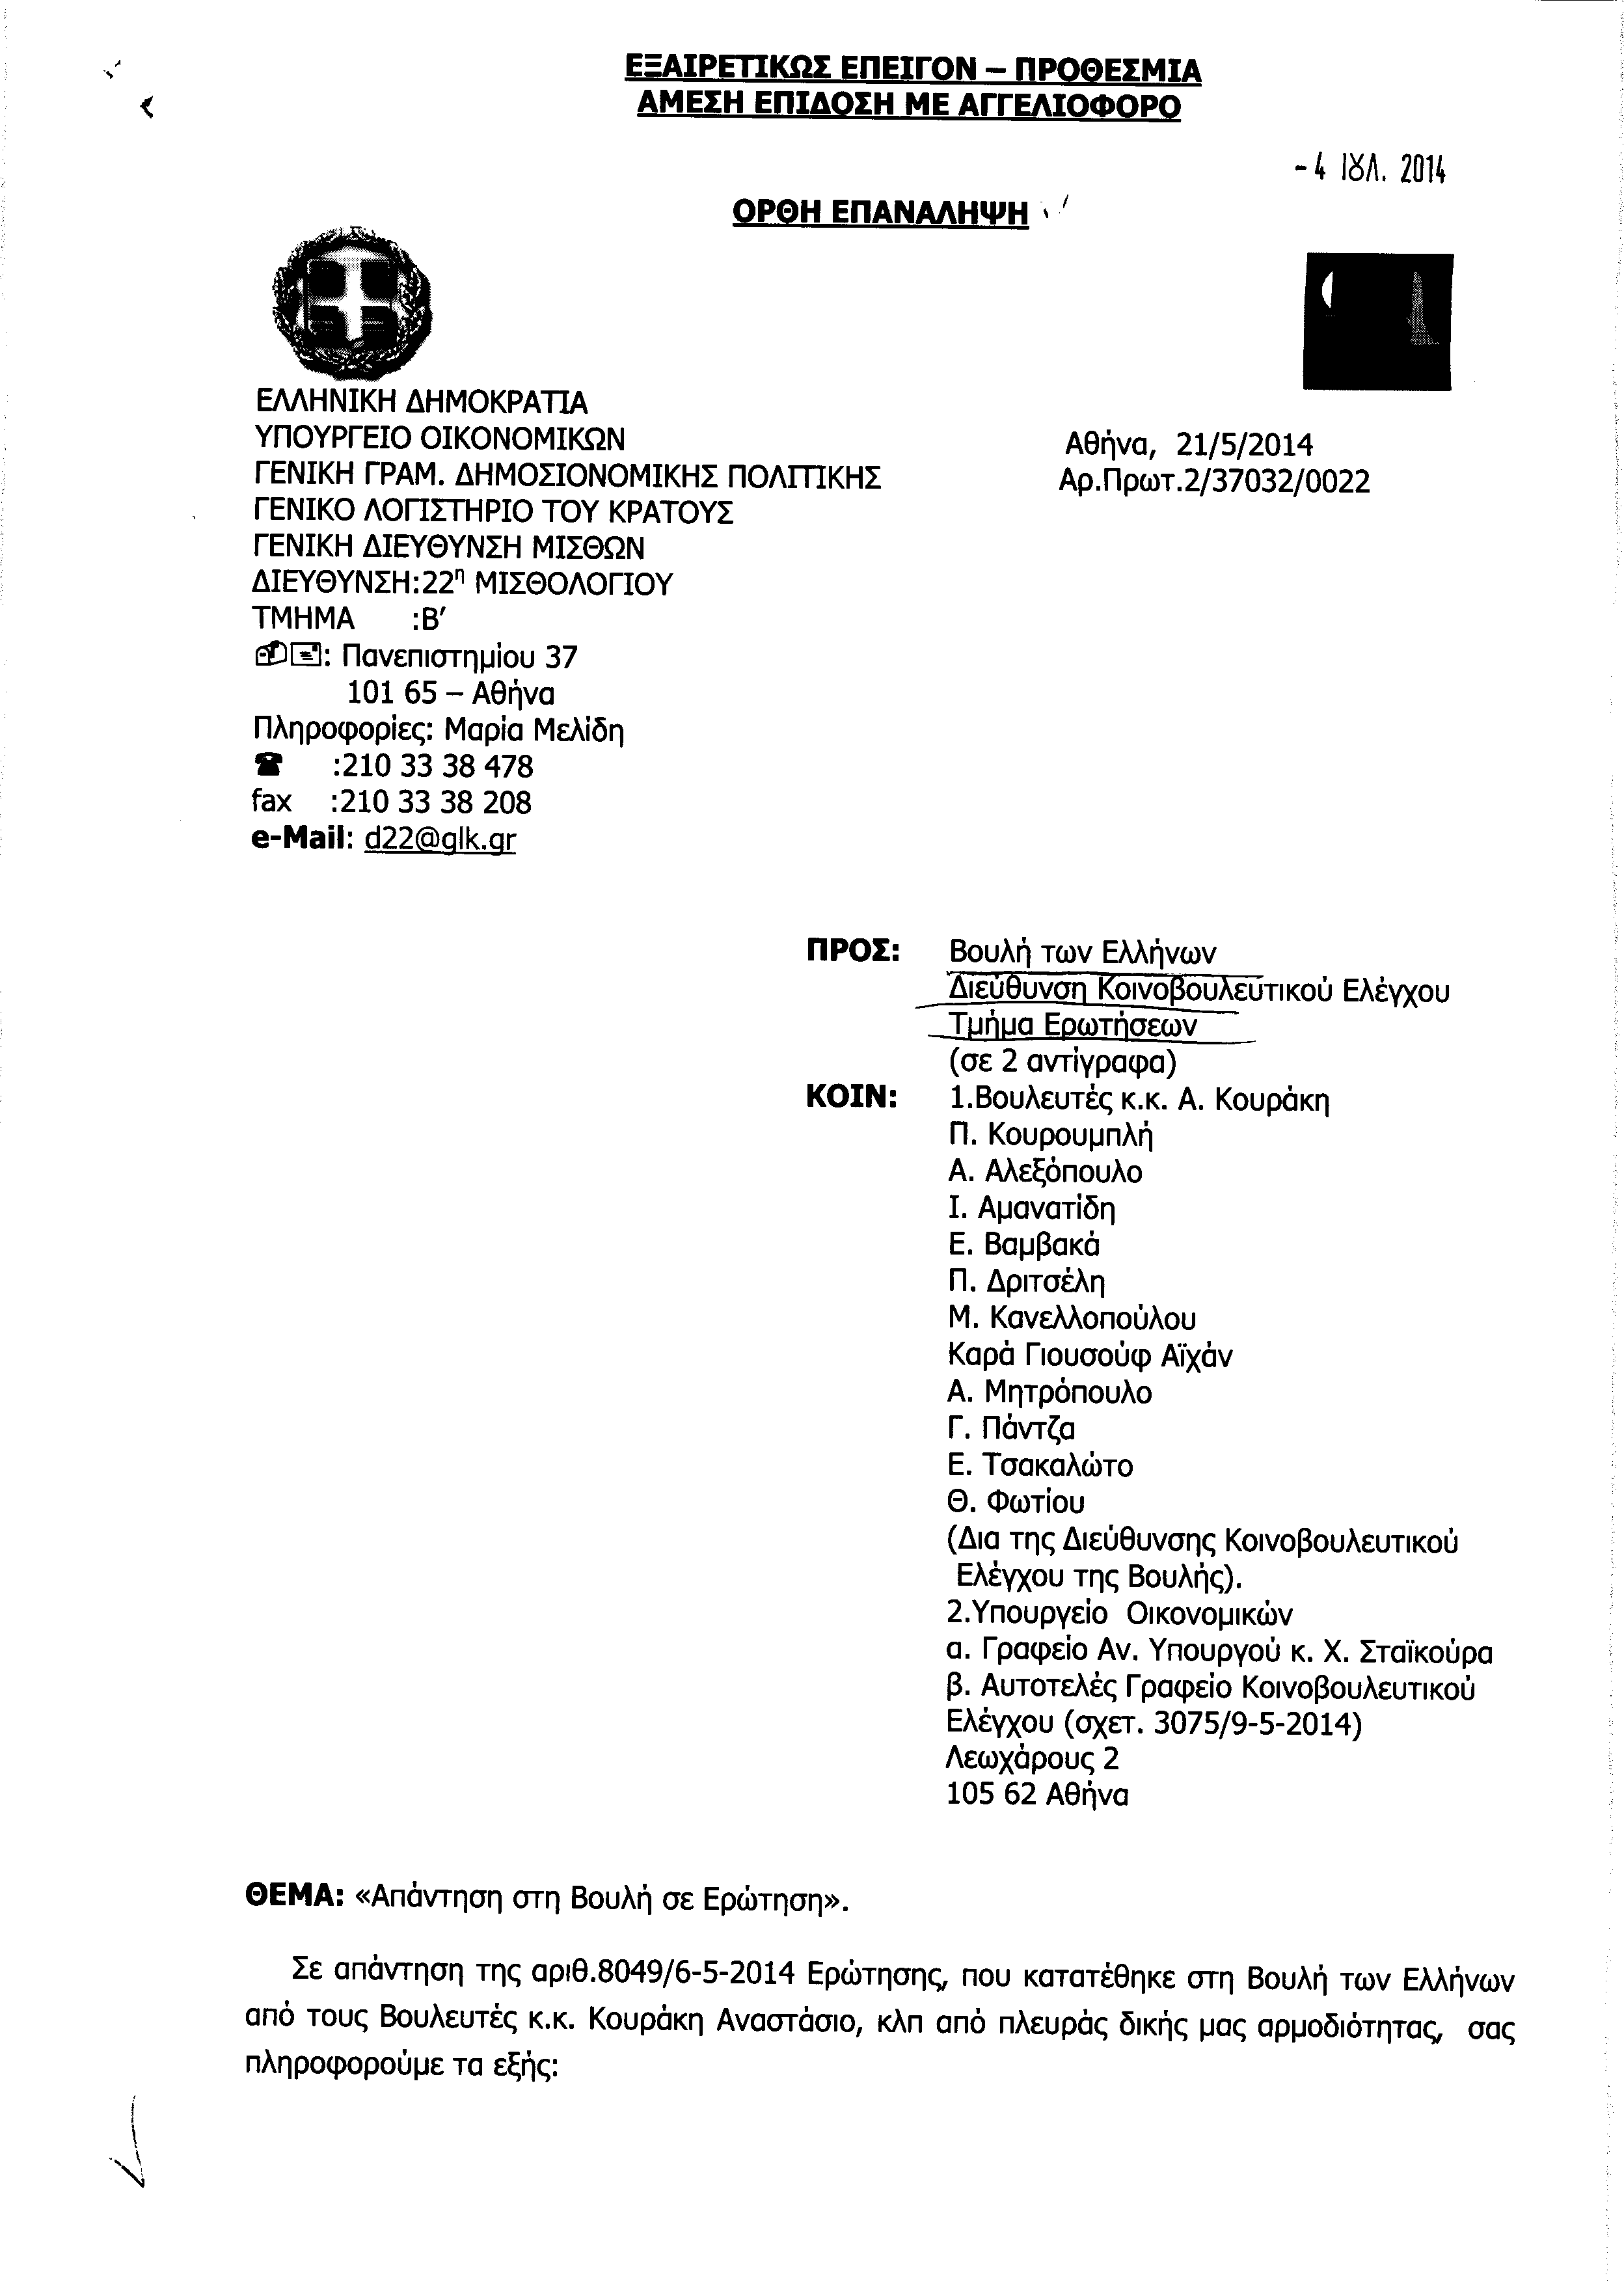 ΕΞΑΙΡΕΤΙΚΩΣ ΕΠΕΙΓΟΝ – ΠΡΟΘΕΣΜΙΑ
ΑΜΕΣΗ ΕΠΙΔΟΣΗ ΜΕ ΑΓΓΕΛΙΟΦΟΡΟ
- 4 ΙΟΥΛ. 2014
ΟΡΘΗ ΕΠΑΝΑΛΗΨΗ
ΕΛΛΗΝΙΚΗ ΔΗΜΟΚΡΑΤΙΑ
ΥΠΟΥΡΓΕΙΟ ΟΙΚΟΝΟΜΙΚΩΝ
ΓΕΝΙΚΗ ΓΡΑΜ. ΔΗΜΟΣΙΟΝΟΜΙΚΗΣ ΠΟΛΙΤΙΚΗΣ
ΓΕΝΙΚΟ ΛΟΓΙΣΤΗΡΙΟ ΤΟΥ ΚΡΑΤΟΥΣ
ΓΕΝΙΚΗ ΔΙΕΥΘΥΝΣΗ ΜΙΣΘΩΝ
ΔΙΕΥΘΥΝΣΗ:22η ΜΙΣΘΟΛΟΓΙΟΥ
ΤΜΗΜΑ :Β'
: Πανεπιστημίου 37
101 65 – Αθήνα
Πληροφορίες: Μαρία Μελίδη
:210 33 38 478
fax :210 33 38 208
e-Mail: d22@glk.gr
Αθήνα, 21/5/2014
Αρ.Πρωτ.2/37032/0022
ΠΡΟΣ: Βουλή των Ελλήνων
Διεύθυνση Κοινοβουλευτικού Ελέγχου
Τμήμα Ερωτήσεων
(σε 2 αντίγραφα)
ΚΟΙΝ: 1.Βουλευτές κ.κ. Α. Κουράκη
Π. Κουρουμπλή
Α. Αλεξόπουλο
Ι. Αμανατίδη
Ε. Βαμβακά
Π. Δριτσέλη
Μ. Κανελλοπούλου
Καρά Γιουσούφ Αϊχάν
Α. Μητρόπουλο
Γ. Πάντζα
Ε. Τσακαλώτο
Θ. Φωτίου
(Δια της Διεύθυνσης Κοινοβουλευτικού
Ελέγχου της Βουλής).
2.Υπουργείο Οικονομικών
α. Γραφείο Αν. Υπουργού κ. Χ. Σταϊκούρα
β. Αυτοτελές Γραφείο Κοινοβουλευτικού
Ελέγχου (σχετ. 3075/9-5-2014)
Λεωχάρους 2
105 62 Αθήνα
ΘΕΜΑ: «Απάντηση στη Βουλή σε Ερώτηση».
Σε απάντηση της αριθ.8049/6-5-2014 Ερώτησης, που κατατέθηκε στη Βουλή των Ελλήνων
από τους Βουλευτές κ.κ. Κουράκη Αναστάσιο, κλπ από πλευράς δικής μας αρμοδιότητας, σας
πληροφορούμε τα εξής: